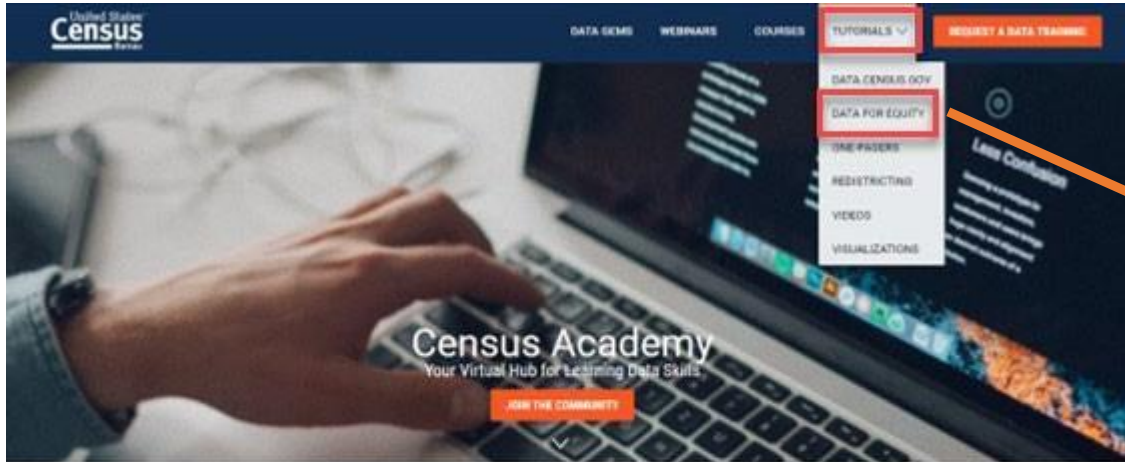 United States®
Census
Bureau
DATA GEMS
WEBINARS
COURSES
TUTORIALS
REQUEST A DATA TRAINING
DATA.CENSUS.GOV
DATA FOR EQUITY
ONE-PAGERS
REDISTRICTING
VIDEOS
VISUALIZATIONS
Less Confusion
Census Academy
Your Virtual Hub for Learning Data Skills
JOIN THE COMMUNITY